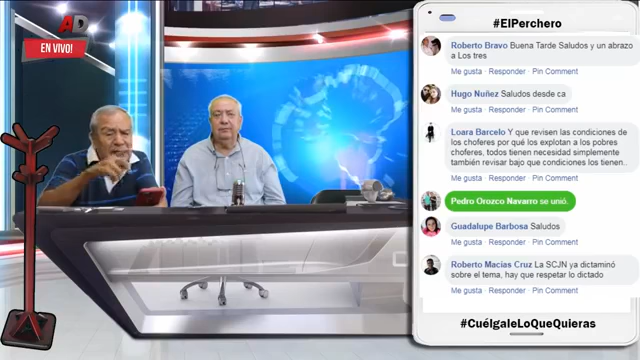 AD
EN VIVO!
#ElPerchero
Roberto Bravo Buena Tarde Saludos y un abrazo
a Los tres
Me gusta · Responder · Pin Comment
Hugo Nuñez Saludos desde ca
Me gusta · Responder · Pin Comment
Loara Barcelo Y que revisen las condiciones de
los choferes por qué los explotan a los pobres
choferes, todos tienen necesidad simplemente
también revisar bajo que condiciones los tienen..
Me gusta · Responder · Pin Comment
Pedro Orozco Navarro se unió.
Guadalupe Barbosa Saludos
Me gusta · Responder · Pin Comment
Roberto Macías Cruz La SCJN ya dictaminó
sobre el tema, hay que respetar lo dictado
Me gusta · Responder · Pin Comment
#CuélgaleLoQueQuieras